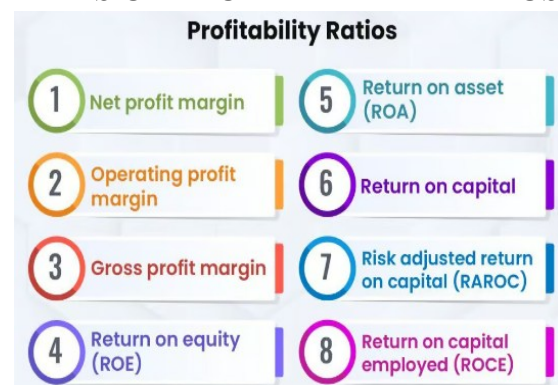 Profitability Ratios
1
Net profit margin
2
Operating profit
margin
3
Gross profit margin
4
Return on equity
(ROE)
5
Return on asset
(ROA)
6
Return on capital
7
Risk adjusted return
on capital (RAROC)
8
Return on capital
employed (ROCE)